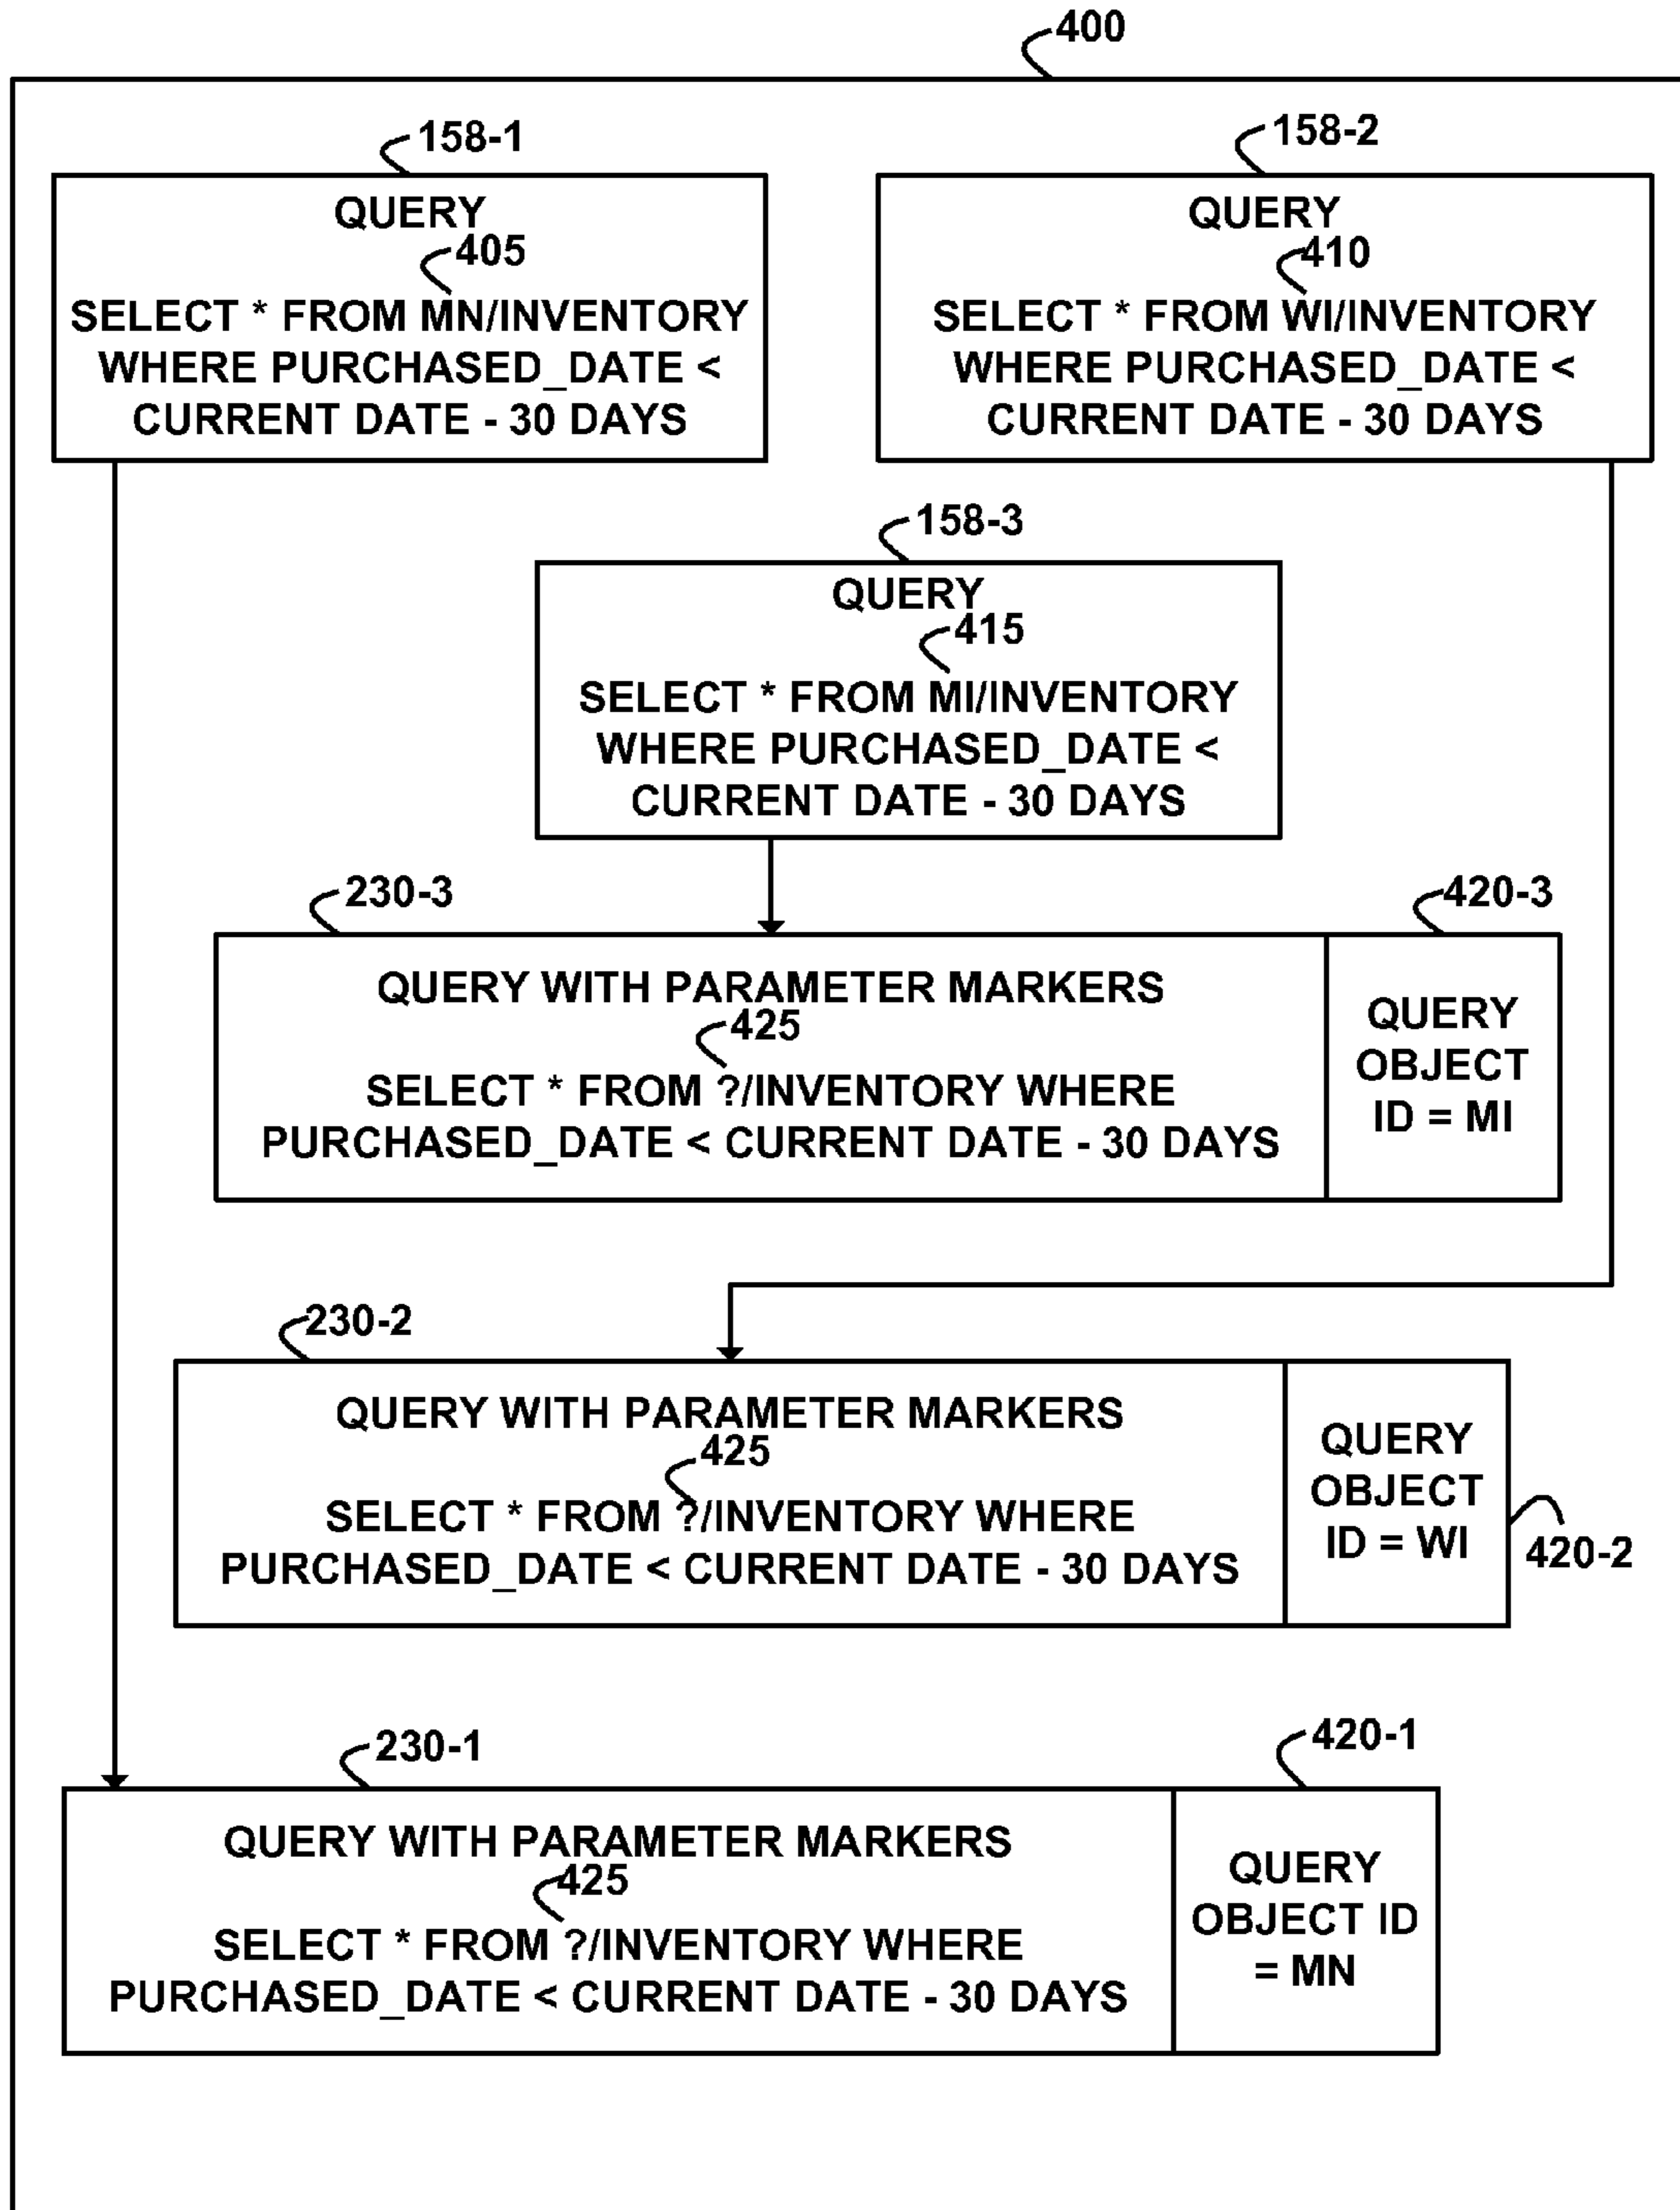 400
158-1
QUERY
405
SELECT * FROM MN/INVENTORY
WHERE PURCHASED_DATE <
CURRENT DATE - 30 DAYS
158-2
QUERY
410
SELECT * FROM WI/INVENTORY
WHERE PURCHASED_DATE <
CURRENT DATE - 30 DAYS
158-3
QUERY
415
SELECT * FROM MI/INVENTORY
WHERE PURCHASED_DATE <
CURRENT DATE - 30 DAYS
230-3
QUERY WITH PARAMETER MARKERS
425
SELECT * FROM ?/INVENTORY WHERE
PURCHASED_DATE < CURRENT DATE - 30 DAYS
420-3
QUERY
OBJECT
ID = MI
230-2
QUERY WITH PARAMETER MARKERS
425
SELECT * FROM ?/INVENTORY WHERE
PURCHASED_DATE < CURRENT DATE - 30 DAYS
QUERY
OBJECT
ID = WI
420-2
230-1
QUERY WITH PARAMETER MARKERS
425
SELECT * FROM ?/INVENTORY WHERE
PURCHASED_DATE < CURRENT DATE - 30 DAYS
420-1
QUERY
OBJECT ID
= MN